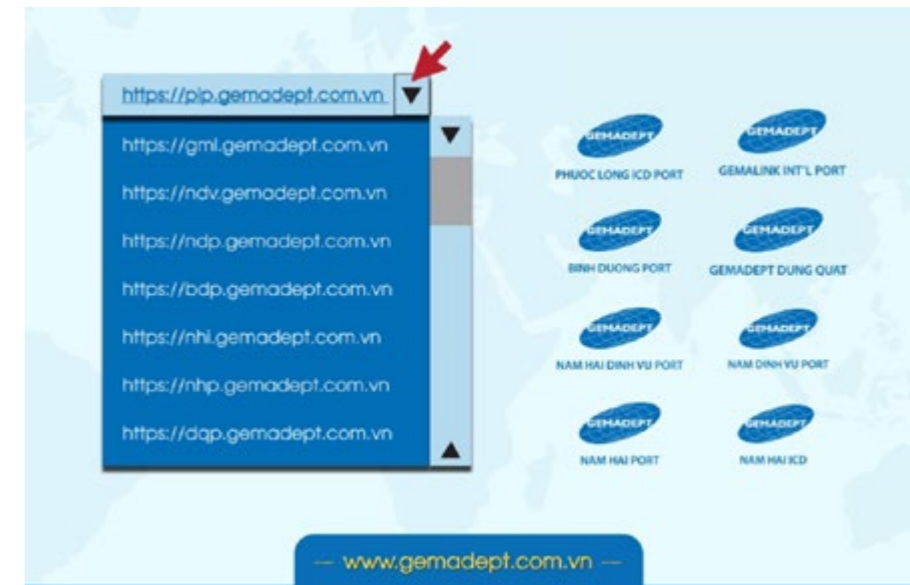 https://pip.gemadept.com.vn
https://gml.gemadept.com.vn
https://ndv.gemadept.com.vn
https://ndp.gemadept.com.vn
https://bdp.gemadept.com.vn
https://nhi.gemadept.com.vn
https://nhp.gemadept.com.vn
https://dqp.gemadept.com.vn
GEMADEPT GEMADEPT
PHUOC LONG ICD PORT GEMALINK INT'L PORT
GEMADEPT GEMADEPT
BINH DUONG PORT GEMADEPT DUNG QUAT
GEMADEPT GEMADEPT
NAM HAI DINH VU PORT NAM DINH VU PORT
GEMADEPT GEMADEPT
NAM HAI PORT NAM HAI ICD
— www.gemadept.com.vn —